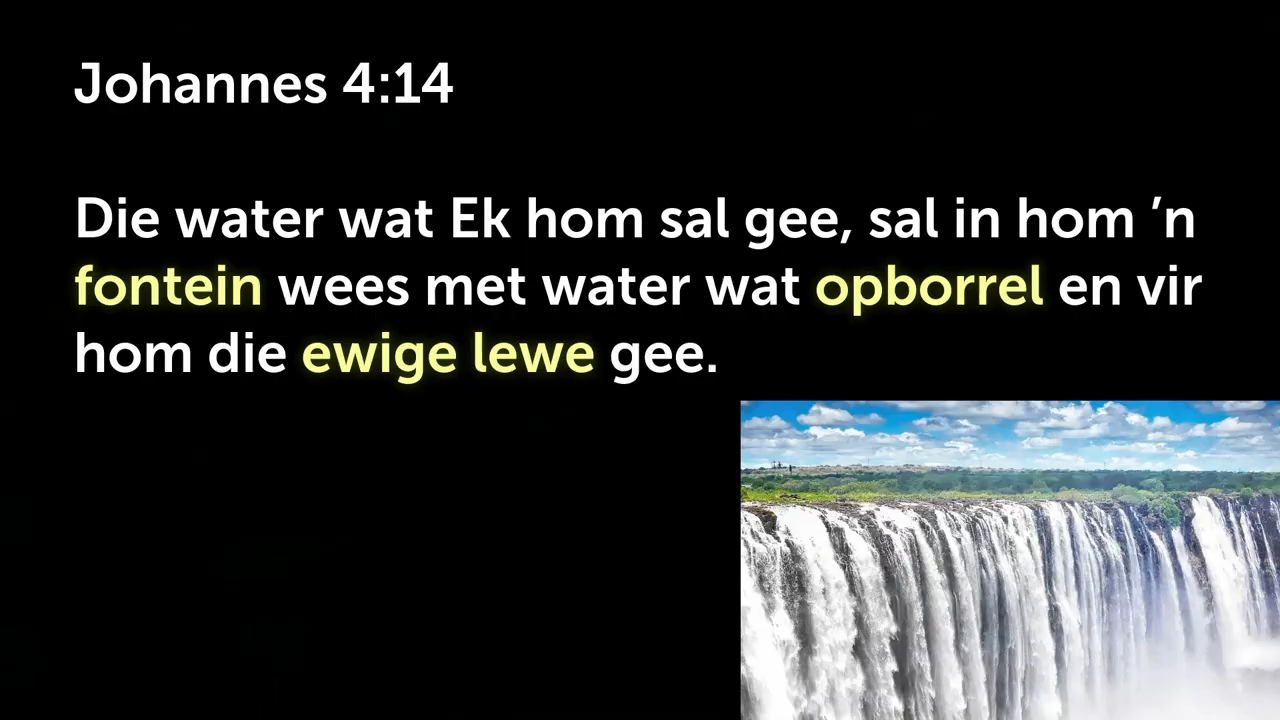 Johannes 4:14
Die water wat Ek hom sal gee, sal in hom ’n
fontein wees met water wat opborrel en vir
hom die ewige lewe gee.